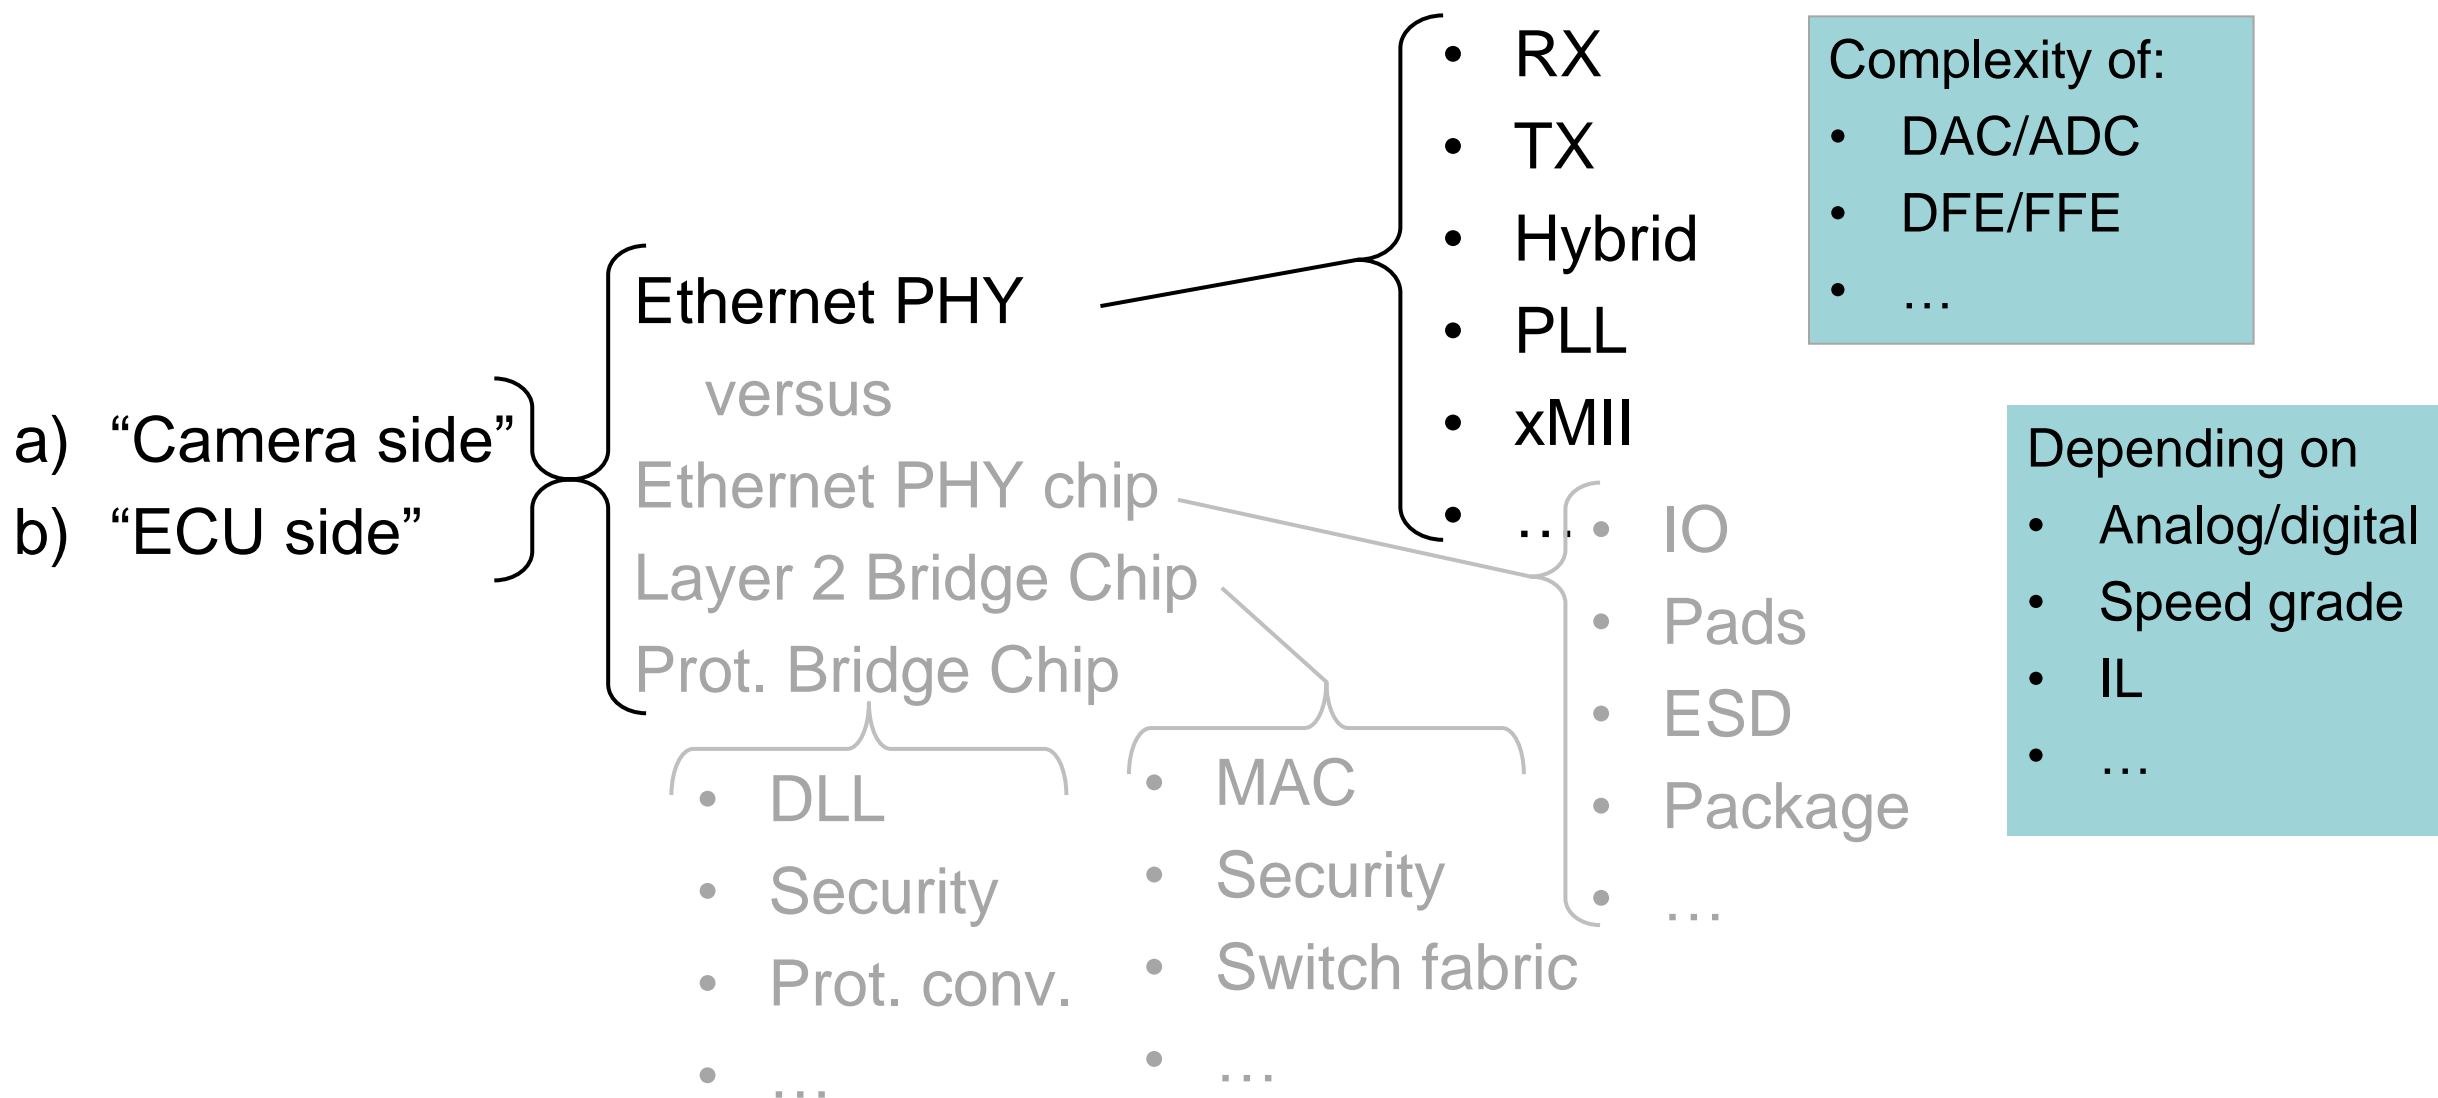 a) “Camera side”
b) “ECU side”
Ethernet PHY
versus
Ethernet PHY chip
Layer 2 Bridge Chip
Prot. Bridge Chip
• RX
• TX
• Hybrid
• PLL
• xMII
• …
Complexity of:
• DAC/ADC
• DFE/FFE
• …
Depending on
• Analog/digital
• Speed grade
• IL
• …
• IO
• Pads
• ESD
• Package
• …
• DLL
• Security
• Prot. conv.
• …
• MAC
• Security
• Switch fabric
• …